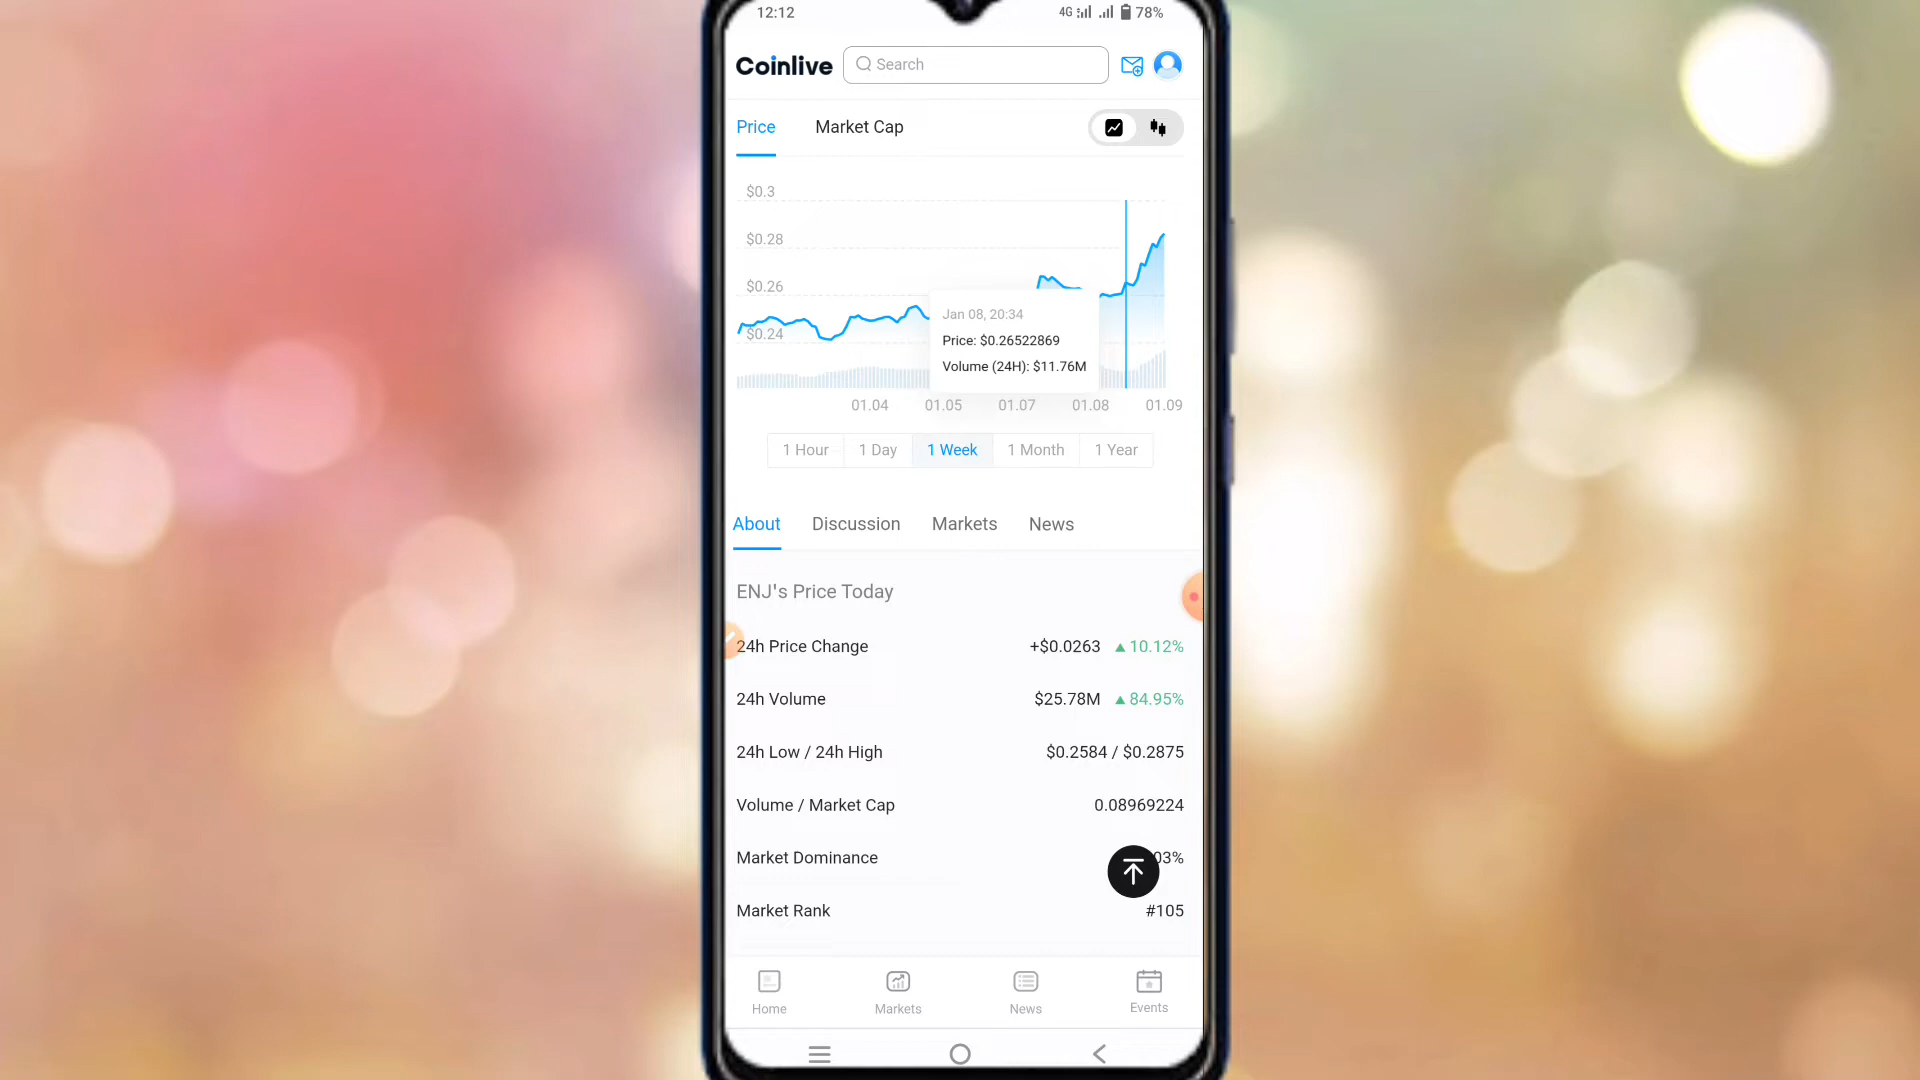 12:12
4G
78%
Coinlive
Search
Price
Market Cap
$0.3
$0.28
$0.26
$0.24
Jan 08, 20:34
Price: $0.26522869
Volume (24H): $11.76M
01.04 01.05 01.07 01.08 01.09
1 Hour 1 Day 1 Week 1 Month 1 Year
About Discussion Markets News
ENJ's Price Today
24h Price Change +$0.0263 ▲10.12%
24h Volume $25.78M ▲84.95%
24h Low / 24h High $0.2584 / $0.2875
Volume / Market Cap 0.08969224
Market Dominance 03%
Market Rank #105
Home Markets News Events